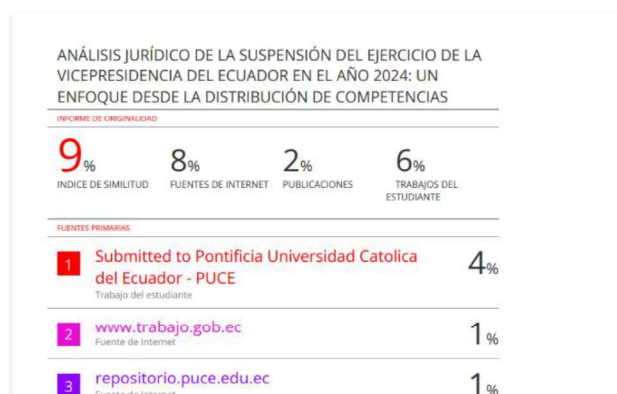 ANÁLISIS JURÍDICO DE LA SUSPENSIÓN DEL EJERCICIO DE LA
VICEPRESIDENCIA DEL ECUADOR EN EL AÑO 2024: UN
ENFOQUE DESDE LA DISTRIBUCIÓN DE COMPETENCIAS
INFORME DE ORIGINALIDAD
9% 8% 2% 6%
INDICE DE SIMILITUD FUENTES DE INTERNET PUBLICACIONES TRABAJOS DEL
ESTUDIANTE
FUENTES PRIMARIAS
1 Submitted to Pontificia Universidad Catolica 4%
del Ecuador - PUCE
Trabajo del estudiante
2 www.trabajo.gob.ec 1%
Fuente de Internet
3 repositorio.puce.edu.ec 1%
Fuente de Internet